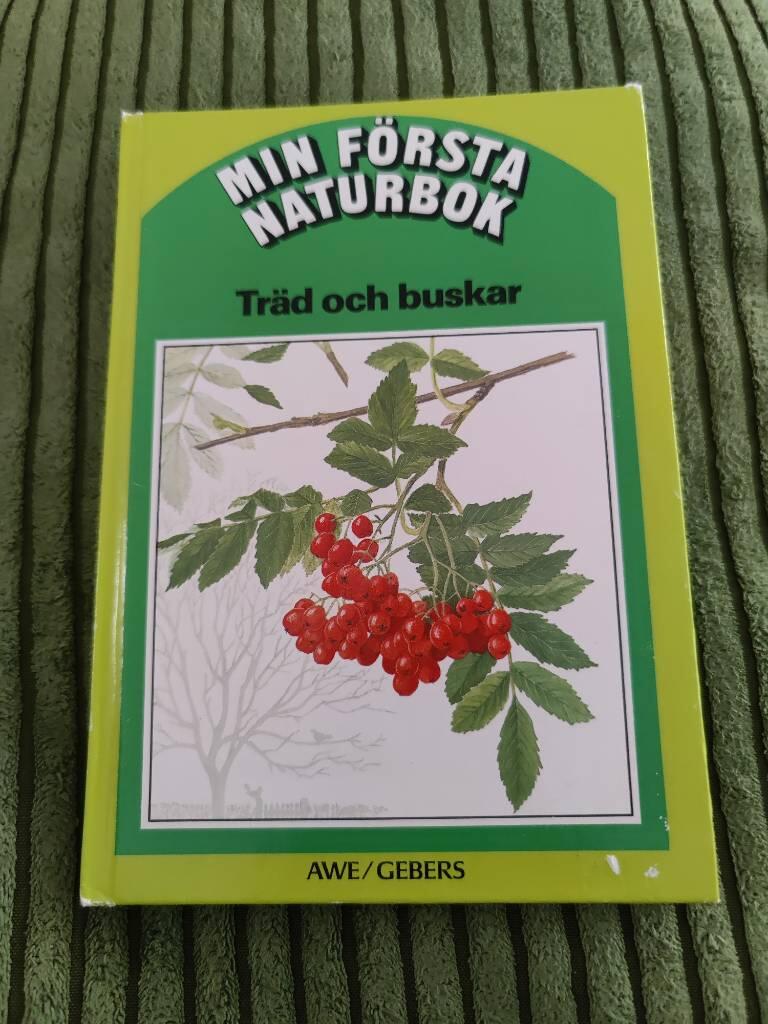 MIN FÖRSTA
NATURBOK
Träd och buskar
AWE/GEBERS